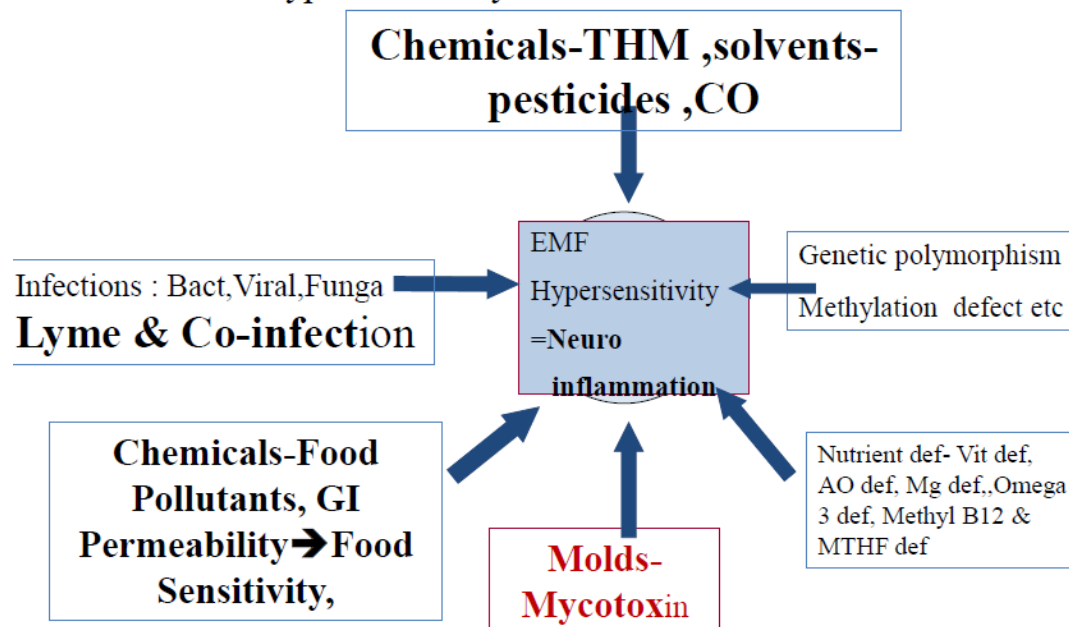 Chemicals-THM ,solvents-
pesticides ,CO
EMF
Hypersensitivity
=Neuro
inflammation
Genetic polymorphism
Methylation defect etc
Infections : Bact,Viral,Funga
Lyme & Co-infection
Chemicals-Food
Pollutants, GI
Permeability➔Food
Sensitivity,
Molds-
Mycotoxin
Nutrient def- Vit def,
AO def, Mg def,,Omega
3 def, Methyl B12 &
MTHF def